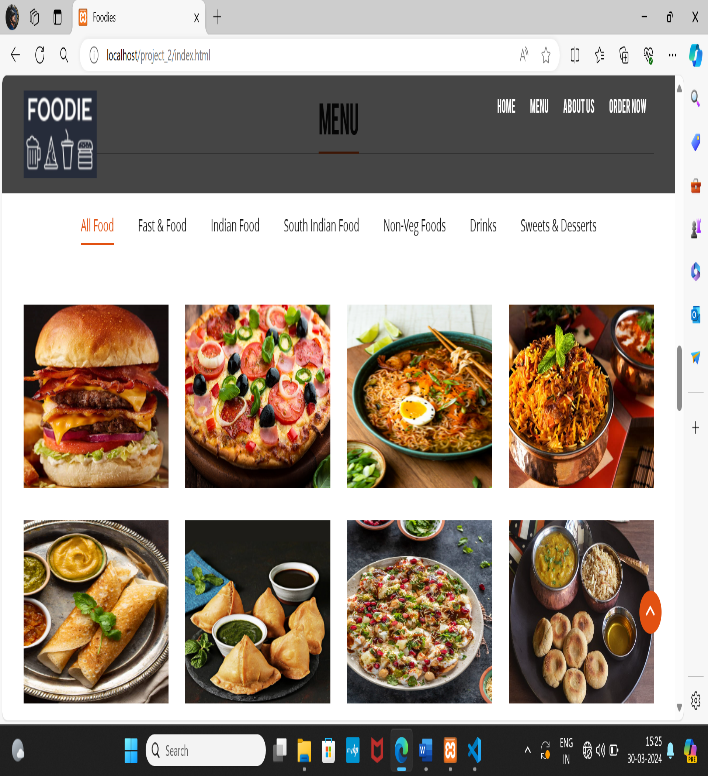 Foodies
localhost/project_2/index.html
FOODIE
MENU
HOME MENU ABOUT US ORDER NOW
All Food Fast & Food Indian Food South Indian Food Non-Veg Foods Drinks Sweets & Desserts
Search
ENG
IN
15:25
30-03-2024